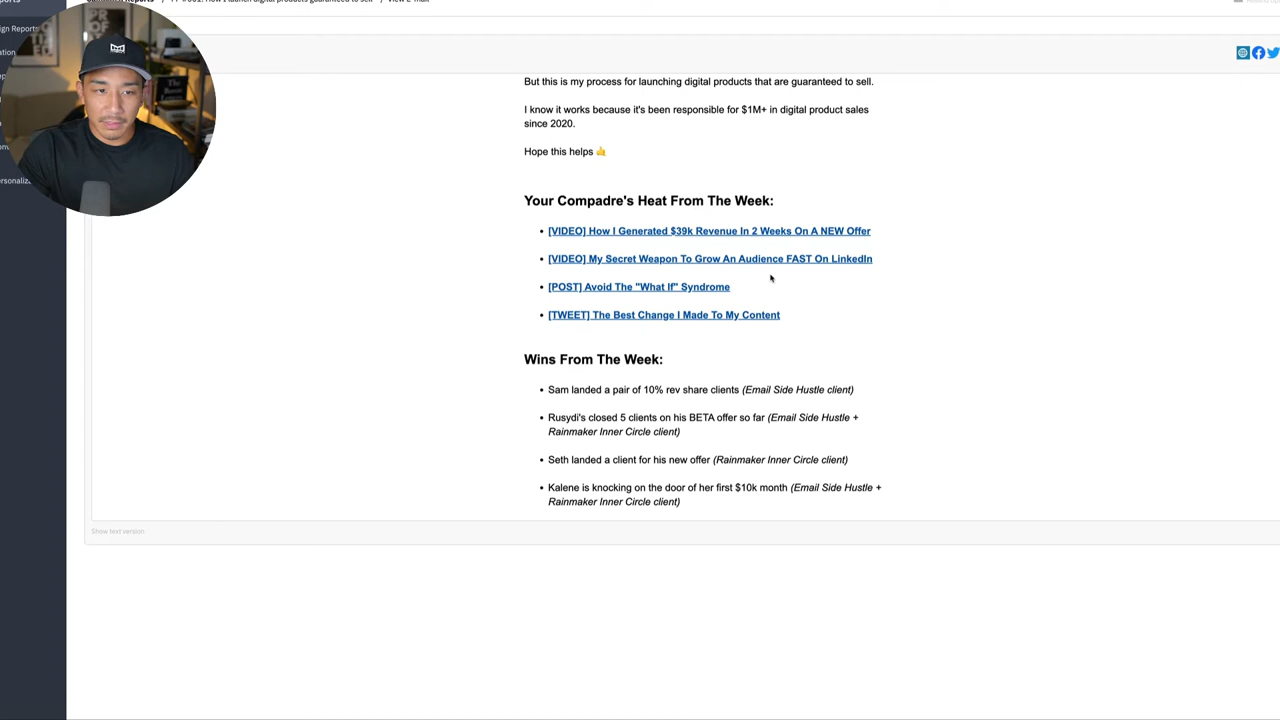 ign Reports
ation
ersonaliz
But this is my process for launching digital products that are guaranteed to sell.
I know it works because it's been responsible for $1M+ in digital product sales
since 2020.
Hope this helps 🤙
Your Compadre's Heat From The Week:
• [VIDEO] How I Generated $39k Revenue In 2 Weeks On A NEW Offer
• [VIDEO] My Secret Weapon To Grow An Audience FAST On LinkedIn
• [POST] Avoid The "What If" Syndrome
• [TWEET] The Best Change I Made To My Content
Wins From The Week:
• Sam landed a pair of 10% rev share clients (Email Side Hustle client)
• Rusydi's closed 5 clients on his BETA offer so far (Email Side Hustle +
Rainmaker Inner Circle client)
• Seth landed a client for his new offer (Rainmaker Inner Circle client)
• Kalene is knocking on the door of her first $10k month (Email Side Hustle +
Rainmaker Inner Circle client)
Show text version